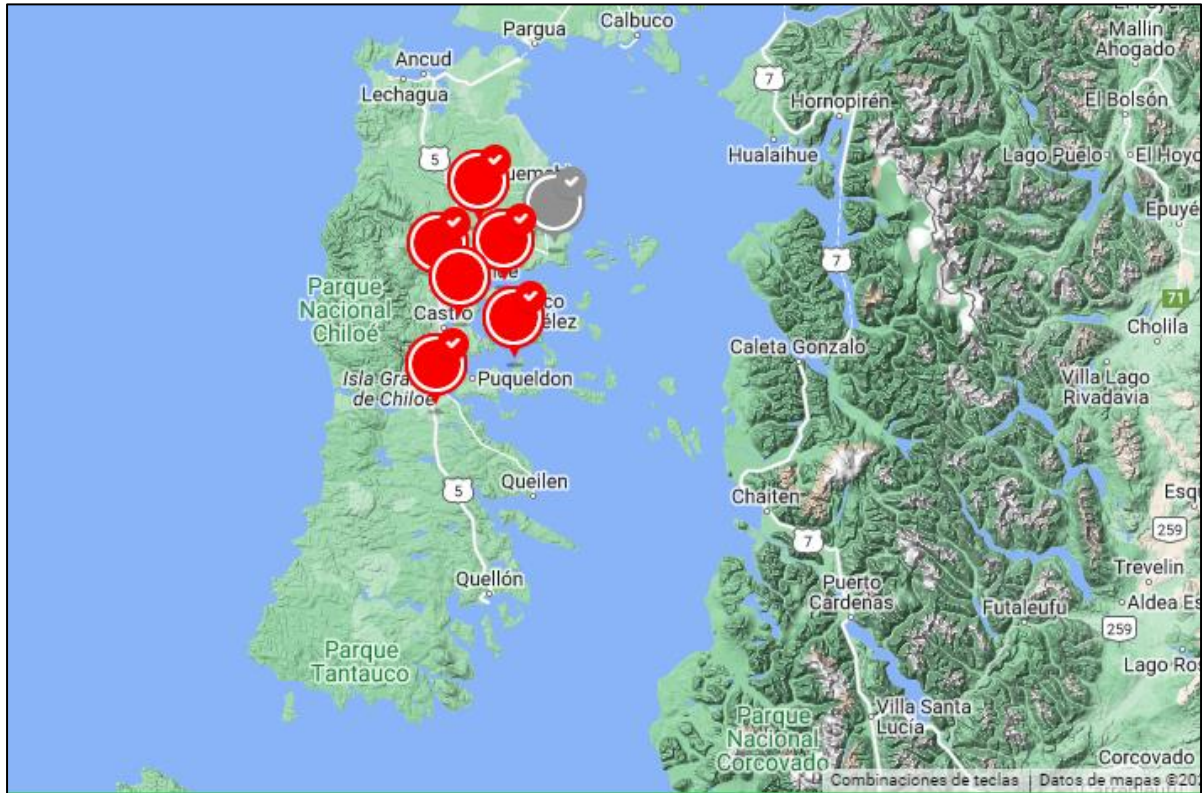 Calbuco
Pargua
Mallin
Ahogado
Ancud
7
Lechagua
Hornopirén
El Bolsón
5
Hualaihue
Lago Puelo
El Hoyo
Epuyé
7
Parque
Nacional
Chiloé
Castro
71
Cholila
Caleta Gonzalo
Isla Gra
de Chiloé
Puqueldon
Villa Lago
Rivadavia
Queilen
5
Chaiten
Esq
259
7
Trevelin
Quellón
Puerto
Cardenas
Futaleufú
Aldea Es
259
Parque
Tantauco
Lago Ros
Villa Santa
Lucía
Parque
Nacional
Corcovado
Corcovado
Combinaciones de teclas
Datos de mapas ©20